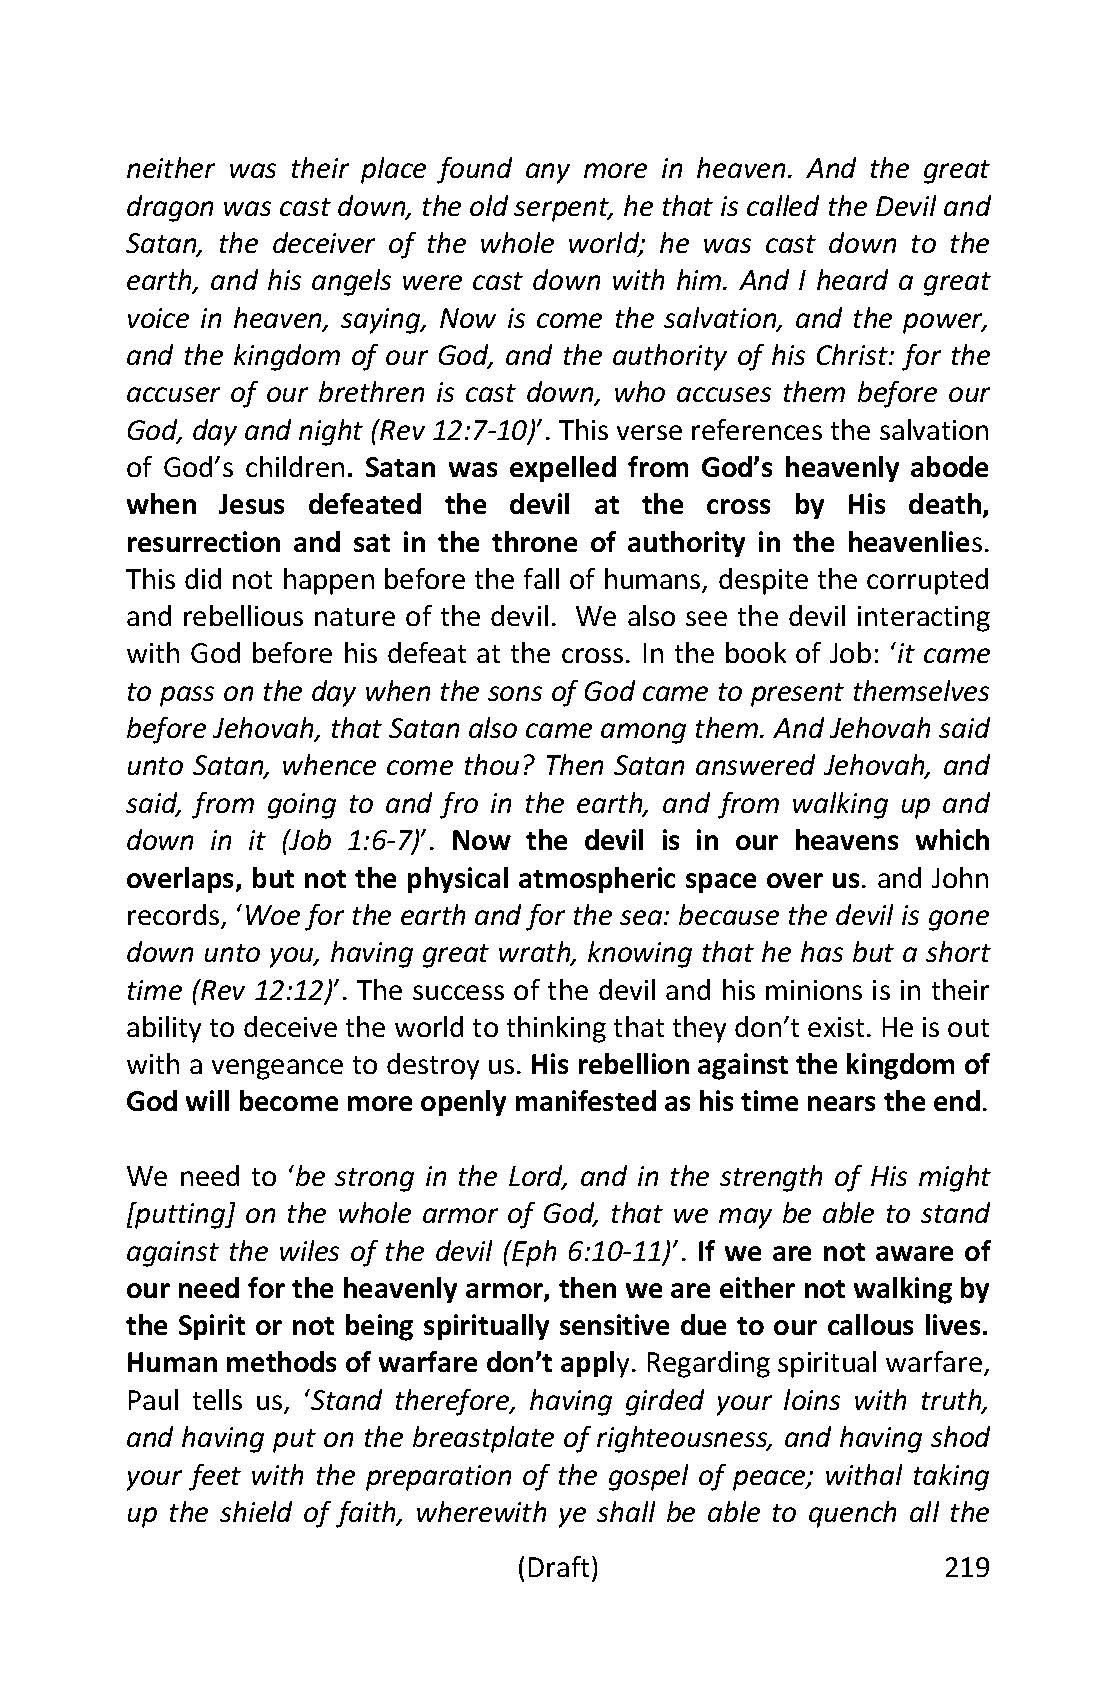 neither was their place found any more in heaven. And the great
dragon was cast down, the old serpent, he that is called the Devil and
Satan, the deceiver of the whole world; he was cast down to the
earth, and his angels were cast down with him. And I heard a great
voice in heaven, saying, Now is come the salvation, and the power,
and the kingdom of our God, and the authority of his Christ: for the
accuser of our brethren is cast down, who accuses them before our
God, day and night (Rev 12:7-10)’. This verse references the salvation
of God’s children. Satan was expelled from God’s heavenly abode
when Jesus defeated the devil at the cross by His death,
resurrection and sat in the throne of authority in the heavenlies.
This did not happen before the fall of humans, despite the corrupted
and rebellious nature of the devil. We also see the devil interacting
with God before his defeat at the cross. In the book of Job: ‘it came
to pass on the day when the sons of God came to present themselves
before Jehovah, that Satan also came among them. And Jehovah said
unto Satan, whence come thou? Then Satan answered Jehovah, and
said, from going to and fro in the earth, and from walking up and
down in it (Job 1:6-7)’. Now the devil is in our heavens which
overlaps, but not the physical atmospheric space over us. and John
records, ‘Woe for the earth and for the sea: because the devil is gone
down unto you, having great wrath, knowing that he has but a short
time (Rev 12:12)’. The success of the devil and his minions is in their
ability to deceive the world to thinking that they don’t exist. He is out
with a vengeance to destroy us. His rebellion against the kingdom of
God will become more openly manifested as his time nears the end.
We need to ‘be strong in the Lord, and in the strength of His might
[putting] on the whole armor of God, that we may be able to stand
against the wiles of the devil (Eph 6:10-11)’. If we are not aware of
our need for the heavenly armor, then we are either not walking by
the Spirit or not being spiritually sensitive due to our callous lives.
Human methods of warfare don’t apply. Regarding spiritual warfare,
Paul tells us, ‘Stand therefore, having girded your loins with truth,
and having put on the breastplate of righteousness, and having shod
your feet with the preparation of the gospel of peace; withal taking
up the shield of faith, wherewith ye shall be able to quench all the
(Draft) 219